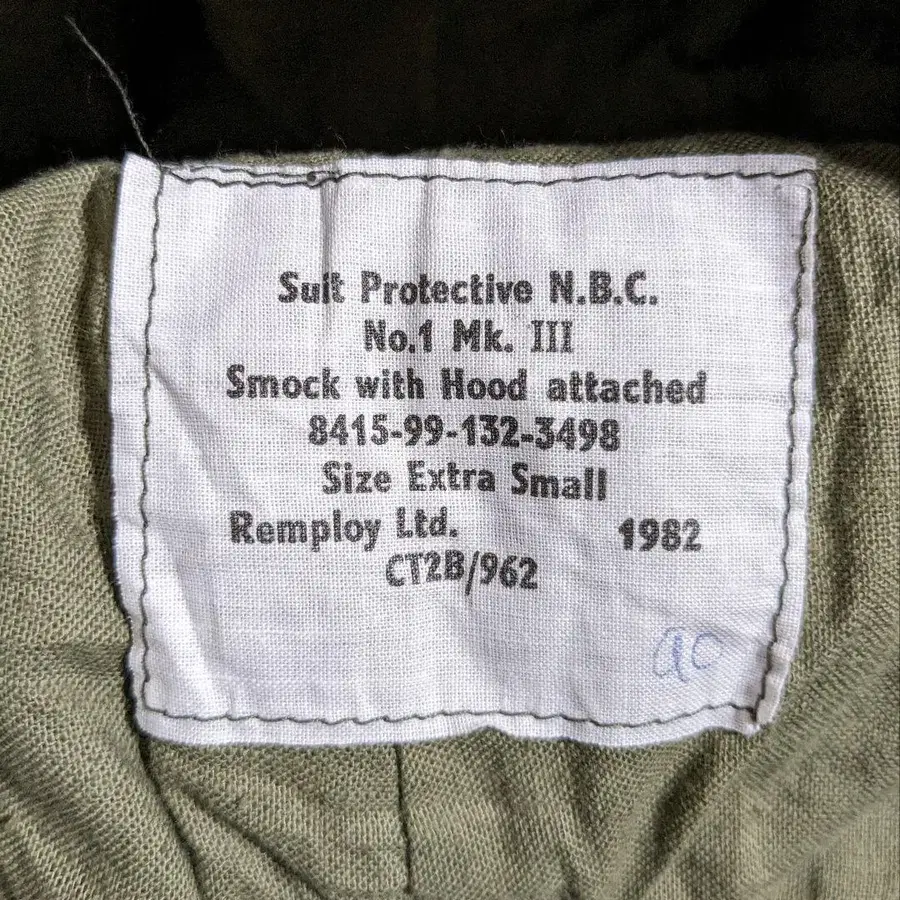 Suit Protective N.B.C.
No.1 Mk. III
Smock with Hood attached
8415-99-132-3498
Size Extra Small
Remploy Ltd. 1982
CT2B/962